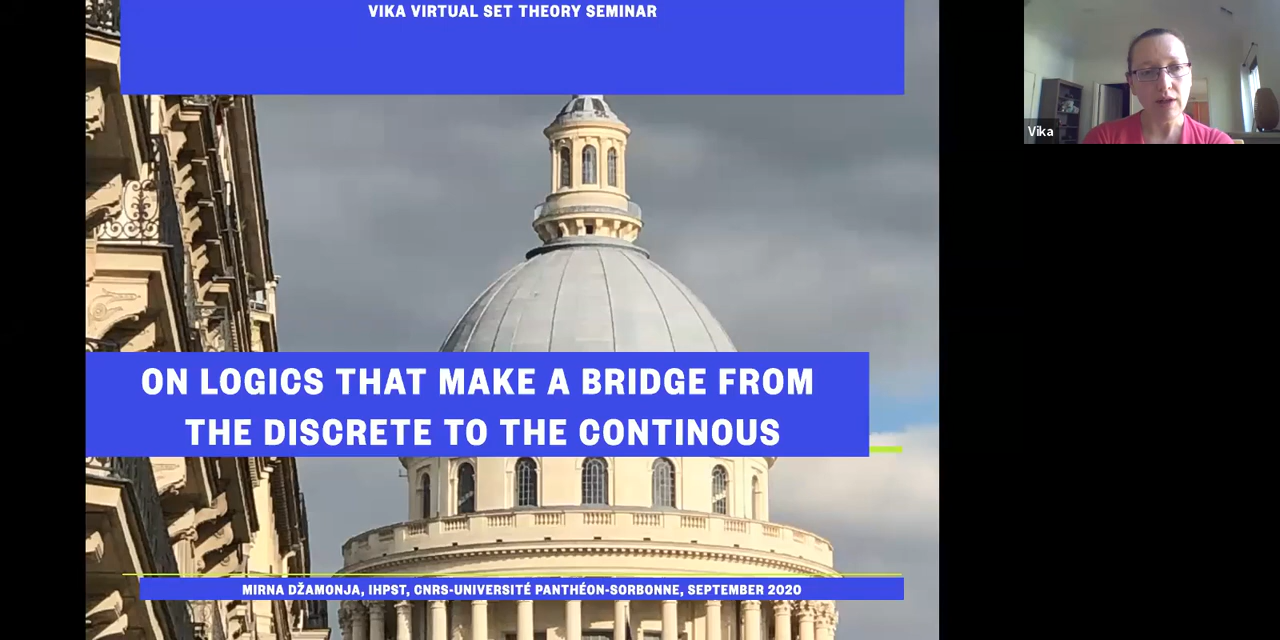 VIKA VIRTUAL SET THEORY SEMINAR
Vika
ON LOGICS THAT MAKE A BRIDGE FROM
THE DISCRETE TO THE CONTINOUS
MIRNA DŽAMONJA, IHPST, CNRS-UNIVERSITÉ PANTHÉON-SORBONNE, SEPTEMBER 2020